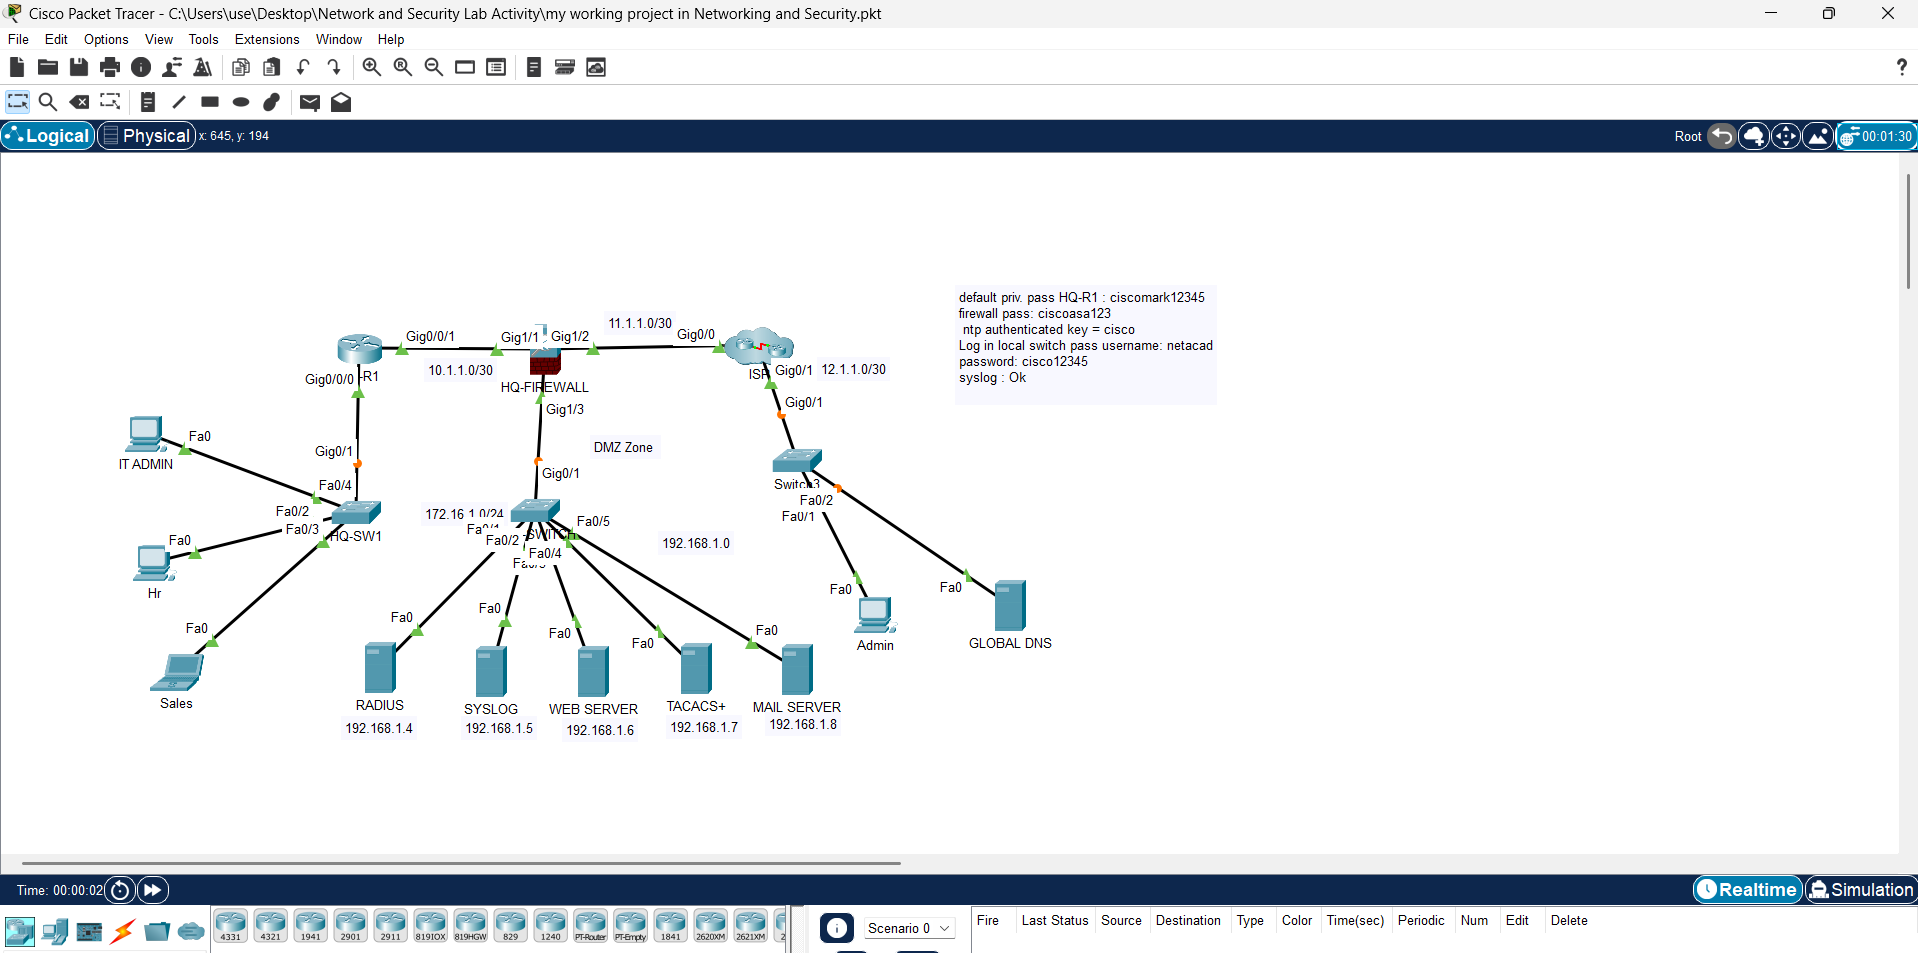 Cisco Packet Tracer - C:\Users\use\Desktop\Network and Security Lab Activity\my working project in Networking and Security.pkt
File Edit Options View Tools Extensions Window Help
?
Logical Physical x: 645, y: 194 Root 00:01:30
default priv. pass HQ-R1 : ciscomark12345
firewall pass: ciscoasa123
ntp authenticated key = cisco
Log in local switch pass username: netacad
password: cisco12345
syslog : Ok
11.1.1.0/30
Gig0/0/1 Gig1/1 Gig1/2 Gig0/0
10.1.1.0/30 ISP Gig0/1 12.1.1.0/30
Gig0/0/0 -R1
HQ-FIREWALL
Gig1/3 Gig0/1
Fa0
DMZ Zone
Gig0/1
IT ADMIN
Gig0/1
Fa0/4 Switch3
Fa0/2
Fa0/2 172.16.1.0/24 Fa0/1
Fa0/3 Fa0/1 Fa0/5
HQ-SW1 Fa0/2 -SWITCH
Fa0 192.168.1.0
Fa0/4
Hr
Fa0 Fa0
Fa0 Fa0 Fa0 Fa0 Fa0 Fa0
Admin GLOBAL DNS
Sales RADIUS SYSLOG WEB SERVER TACACS+ MAIL SERVER
192.168.1.4 192.168.1.5 192.168.1.6 192.168.1.7 192.168.1.8
Time: 00:00:02 Realtime Simulation
4331 4321 1941 2901 2911 819IOX 819HGW 829 1240 PT-Router PT-Empty 1841 2620XM 2621XM 2
Scenario 0
Fire Last Status Source Destination Type Color Time(sec) Periodic Num Edit Delete